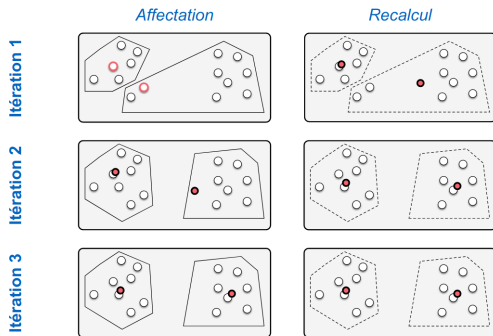 Affectation
Recalcul
Itération 1
Itération 2
Itération 3